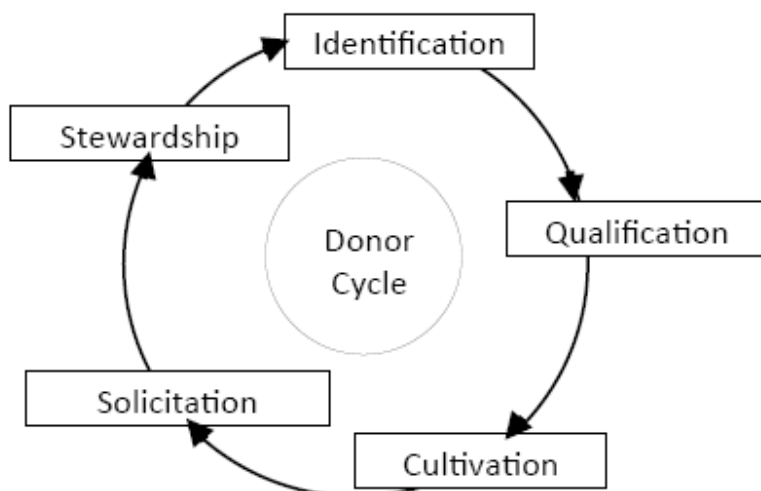 Identification
Stewardship
Qualification
Donor
Cycle
Solicitation
Cultivation